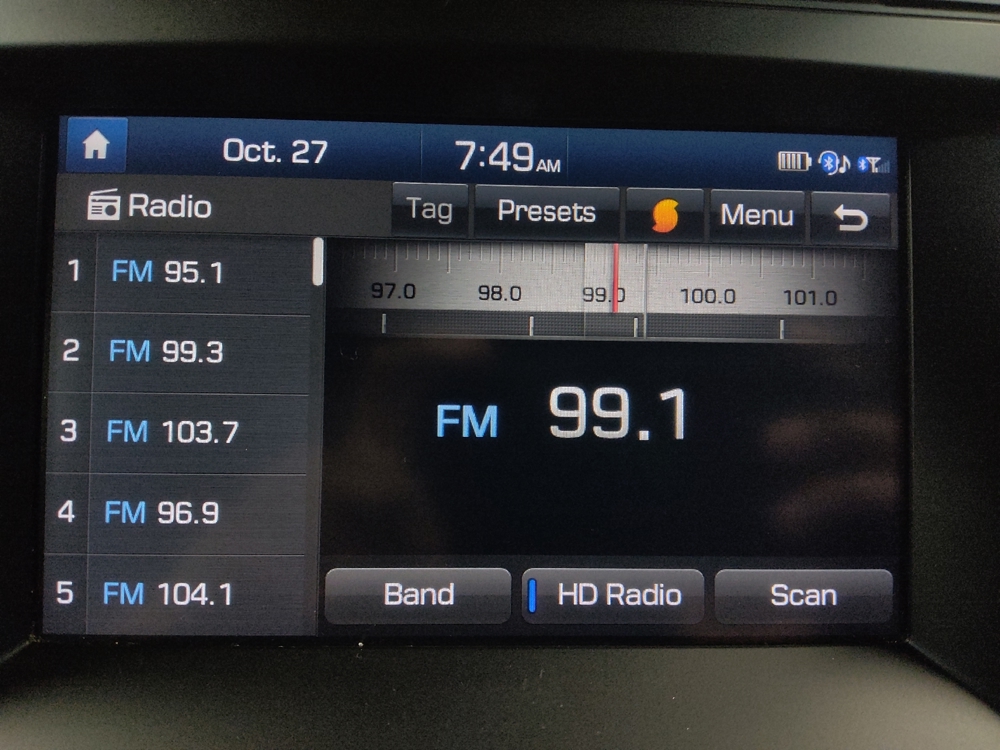 Oct. 27 7:49 AM
Radio Tag Presets Menu
1 FM 95.1
2 FM 99.3
3 FM 103.7
4 FM 96.9
5 FM 104.1
97.0 98.0 99.0 100.0 101.0
FM 99.1
Band HD Radio Scan